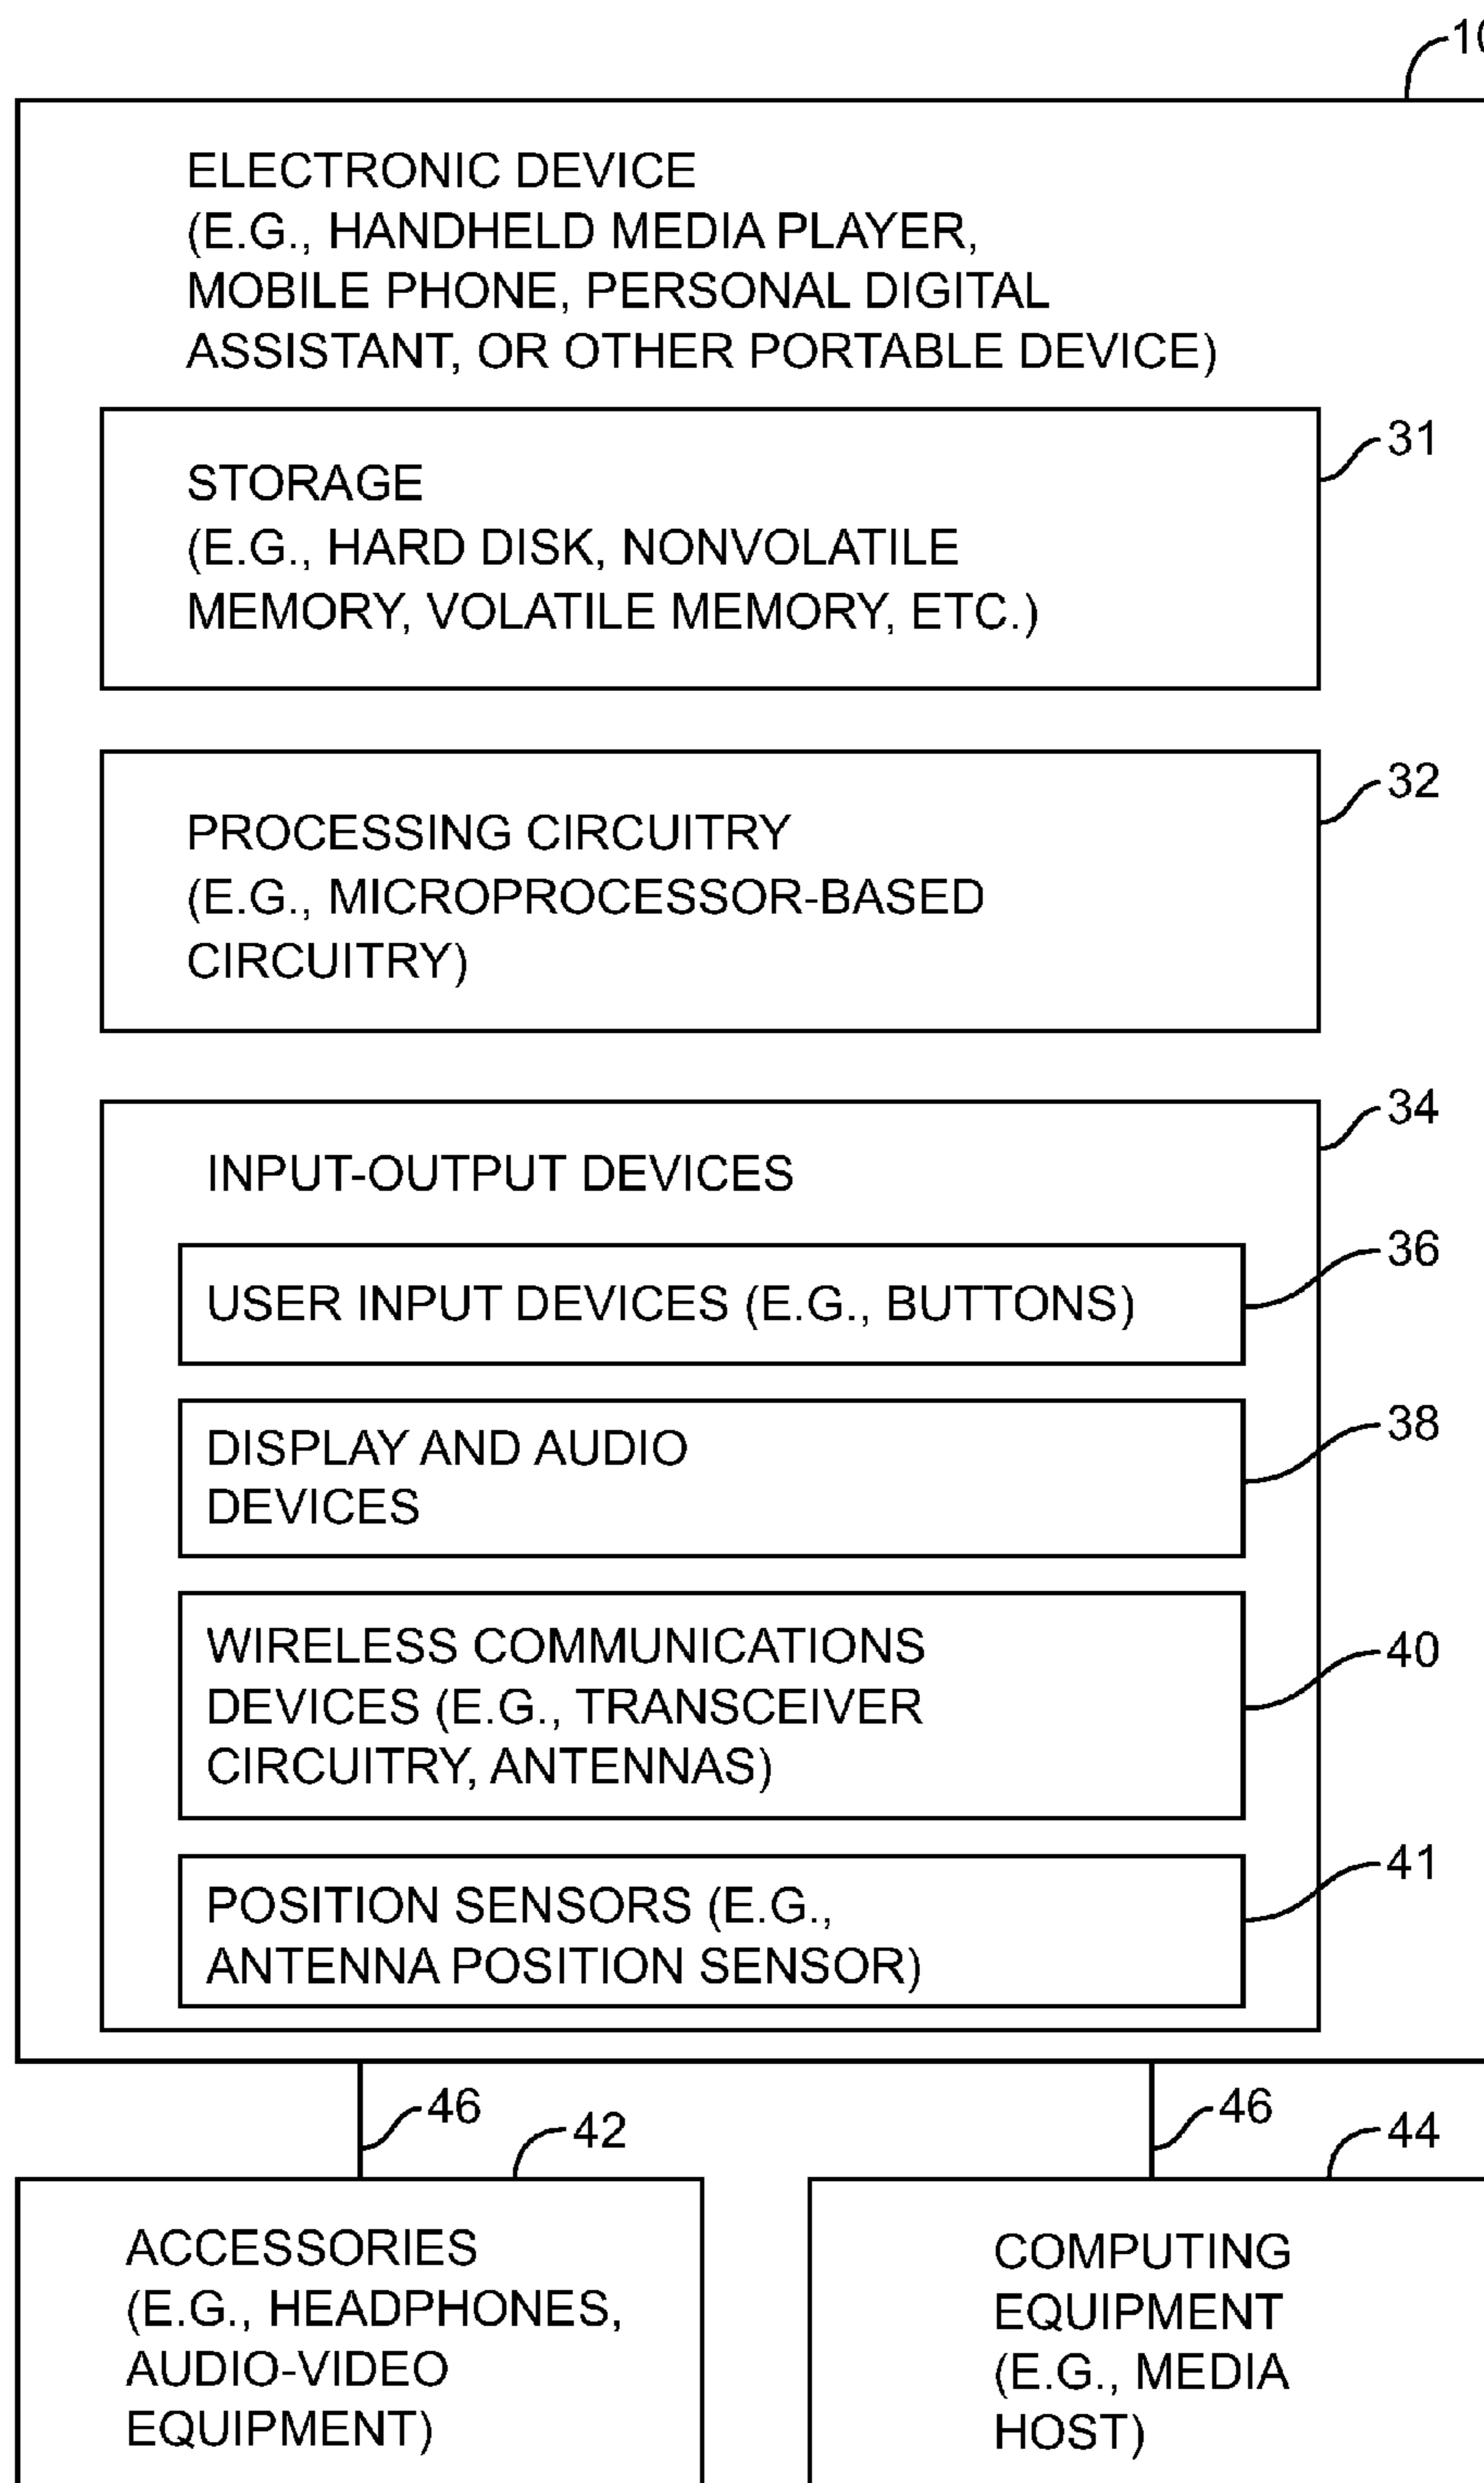 10
ELECTRONIC DEVICE
(E.G., HANDHELD MEDIA PLAYER,
MOBILE PHONE, PERSONAL DIGITAL
ASSISTANT, OR OTHER PORTABLE DEVICE)
31
STORAGE
(E.G., HARD DISK, NONVOLATILE
MEMORY, VOLATILE MEMORY, ETC.)
32
PROCESSING CIRCUITRY
(E.G., MICROPROCESSOR-BASED
CIRCUITRY)
34
INPUT-OUTPUT DEVICES
36
USER INPUT DEVICES (E.G., BUTTONS)
38
DISPLAY AND AUDIO
DEVICES
40
WIRELESS COMMUNICATIONS
DEVICES (E.G., TRANSCEIVER
CIRCUITRY, ANTENNAS)
41
POSITION SENSORS (E.G.,
ANTENNA POSITION SENSOR)
46
42
46
44
ACCESSORIES
(E.G., HEADPHONES,
AUDIO-VIDEO
EQUIPMENT)
COMPUTING
EQUIPMENT
(E.G., MEDIA
HOST)